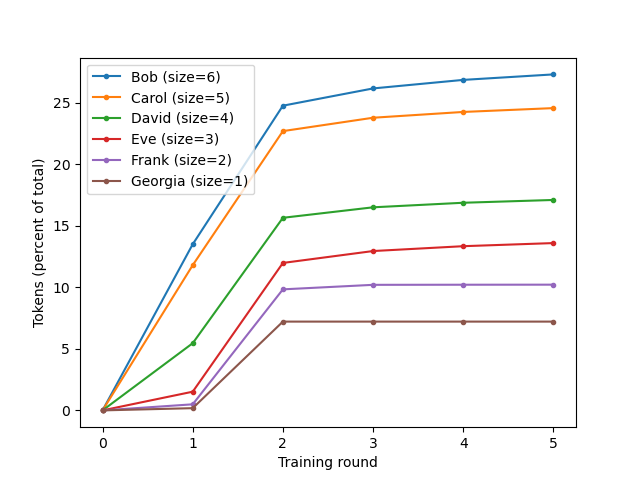 Bob (size=6)
Carol (size=5)
David (size=4)
Eve (size=3)
Frank (size=2)
Georgia (size=1)
Tokens (percent of total)
25
20
15
10
5
0
0 1 2 3 4 5
Training round